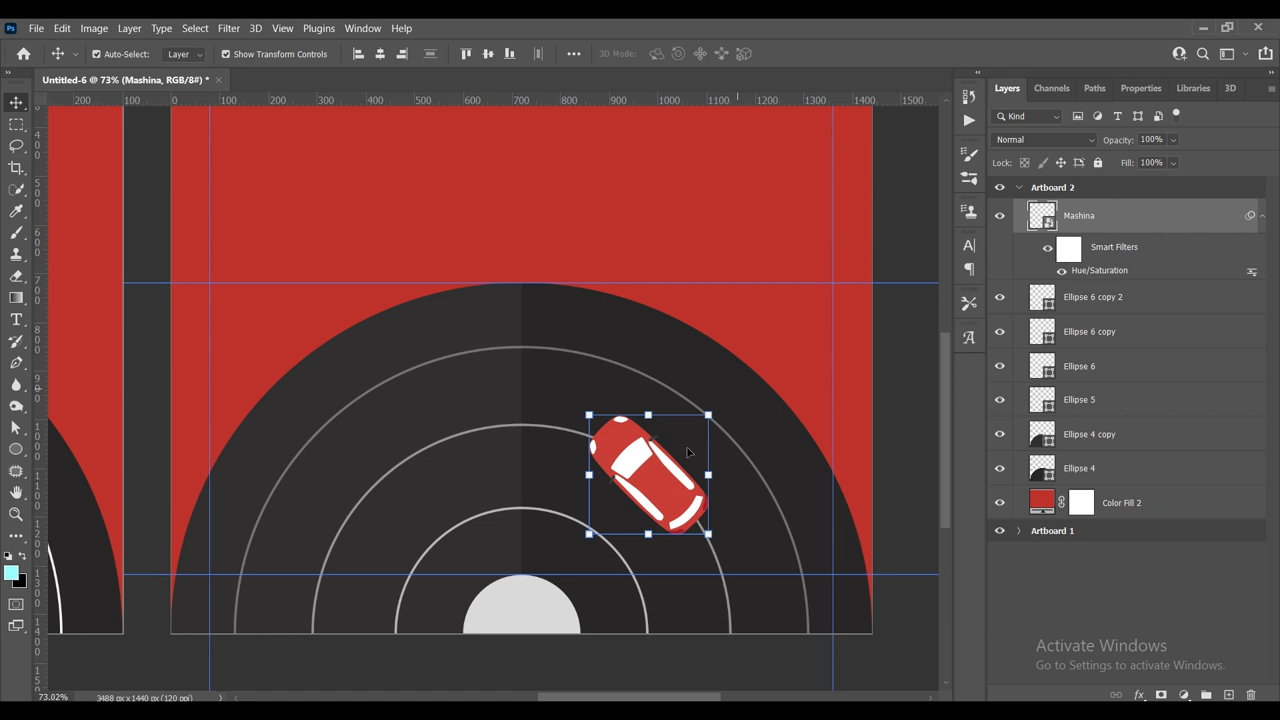 Ps File Edit Image Layer Type Select Filter 3D View Plugins Window Help
Auto-Select: Layer Show Transform Controls 3D Mode:
Untitled-6 @ 73% (Mashina, RGB/8#) *
200 100 0 100 200 300 400 500 600 700 800 900 1000 1100 1200 1300 1400 1500
Layers Channels Paths Properties Libraries 3D
Kind
Normal Opacity: 100%
Lock: Fill: 100%
Artboard 2
Mashina
Smart Filters
Hue/Saturation
Ellipse 6 copy 2
Ellipse 6 copy
Ellipse 6
Ellipse 5
Ellipse 4 copy
Ellipse 4
Color Fill 2
Artboard 1
Activate Windows
Go to Settings to activate Windows.
73.02% 3488 px x 1440 px (120 ppi)